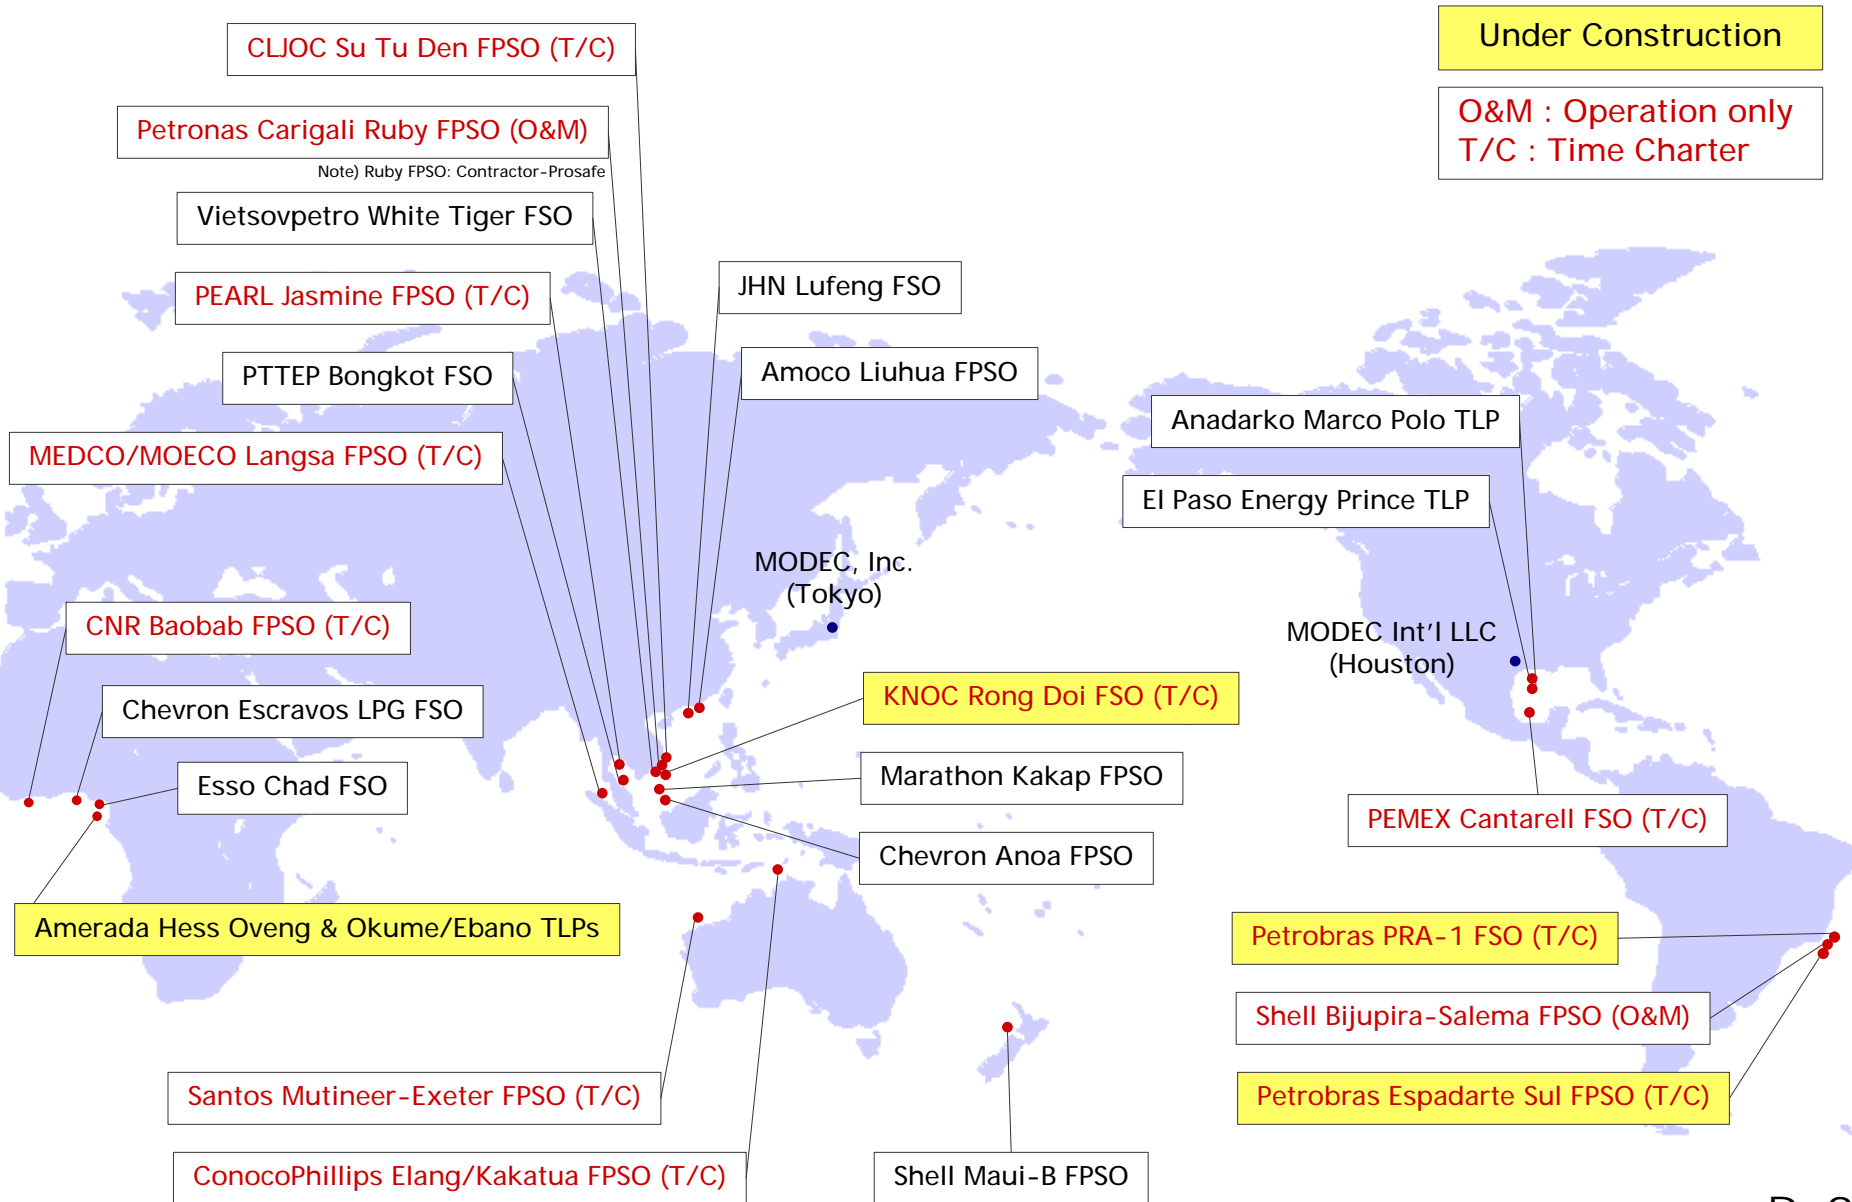 Under Construction
O&M : Operation only
T/C : Time Charter
CLJOC Su Tu Den FPSO (T/C)
Petronas Carigali Ruby FPSO (O&M)
Note) Ruby FPSO: Contractor-Prosafe
Vietsovpetro White Tiger FSO
PEARL Jasmine FPSO (T/C)
JHN Lufeng FSO
PTTEP Bongkot FSO
Amoco Liuhua FPSO
Anadarko Marco Polo TLP
MEDCO/MOECO Langsa FPSO (T/C)
El Paso Energy Prince TLP
MODEC, Inc.
(Tokyo)
CNR Baobab FPSO (T/C)
MODEC Int'l LLC
(Houston)
KNOC Rong Doi FSO (T/C)
Chevron Escravos LPG FSO
Marathon Kakap FPSO
Esso Chad FSO
PEMEX Cantarell FSO (T/C)
Chevron Anoa FPSO
Amerada Hess Oveng & Okume/Ebano TLPs
Petrobras PRA-1 FSO (T/C)
Shell Bijupira-Salema FPSO (O&M)
Santos Mutineer-Exeter FPSO (T/C)
Petrobras Espadarte Sul FPSO (T/C)
ConocoPhillips Elang/Kakatua FPSO (T/C)
Shell Maui-B FPSO